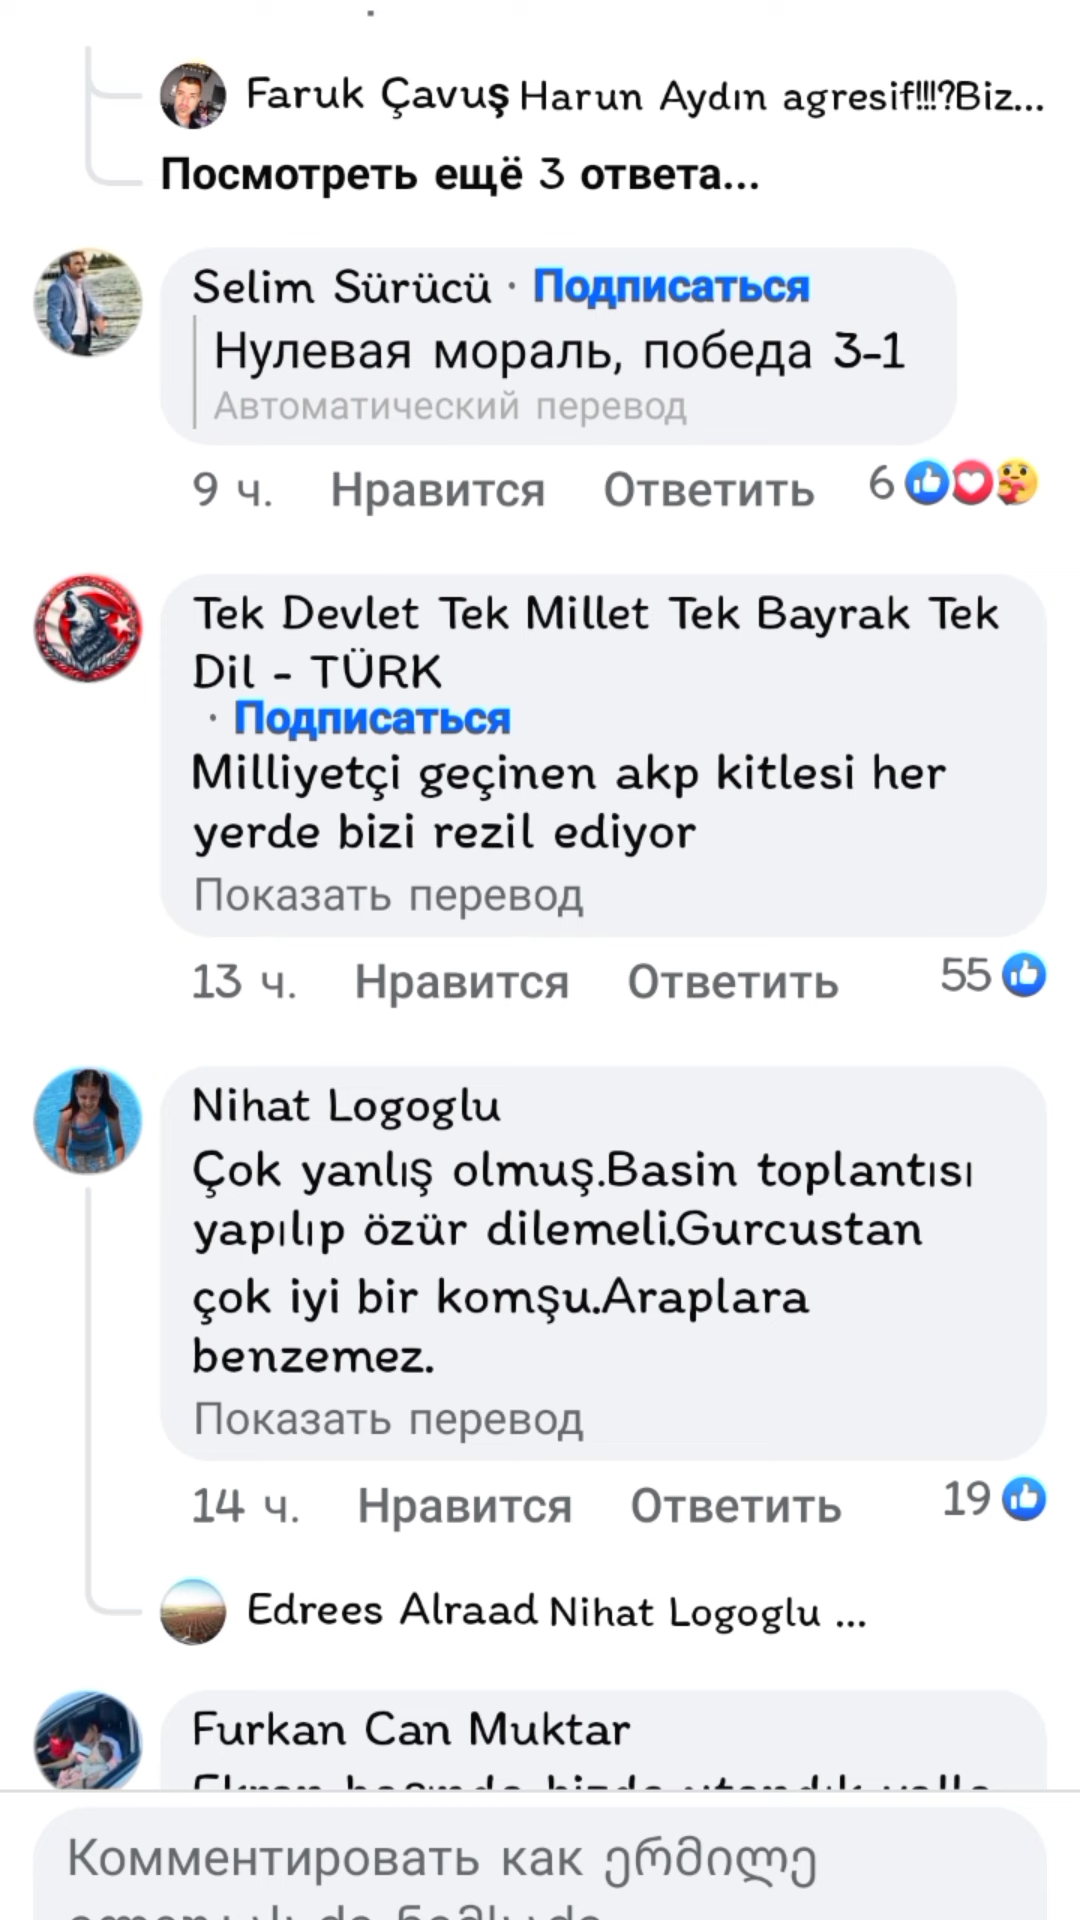 Faruk Çavuş Harun Aydın agresif!!!?Biz...
Посмотреть ещё 3 ответа...
Selim Sürücü · Подписаться
Нулевая мораль, победа 3-1
Автоматический перевод
9 ч. Нравится Ответить 6
Tek Devlet Tek Millet Tek Bayrak Tek
Dil - TÜRK
· Подписаться
Milliyetçi geçinen akp kitlesi her
yerde bizi rezil ediyor
Показать перевод
13 ч. Нравится Ответить 55
Nihat Logoglu
Çok yanlış olmuş.Basin toplantısı
yapılıp özür dilemeli.Gurcustan
çok iyi bir komşu.Araplara
benzemez.
Показать перевод
14 ч. Нравится Ответить 19
Edrees Alraad Nihat Logoglu ...
Furkan Can Muktar
Комментировать как ერმილე